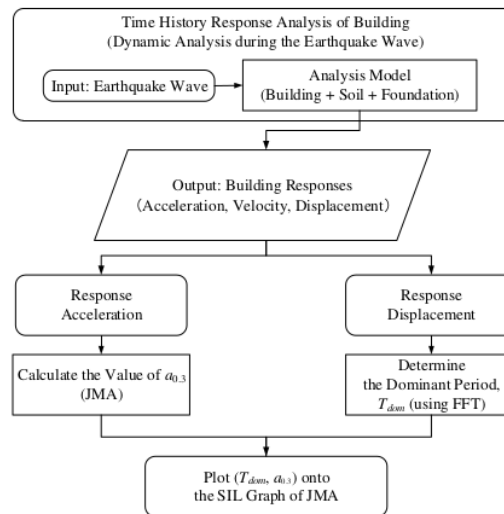 Time History Response Analysis of Building
(Dynamic Analysis during the Earthquake Wave)
Input: Earthquake Wave
Analysis Model
(Building + Soil + Foundation)
Output: Building Responses
(Acceleration, Velocity, Displacement)
Response
Acceleration
Response
Displacement
Calculate the Value of a0.3
(JMA)
Determine
the Dominant Period,
Tdom (using FFT)
Plot (Tdom, a0.3) onto
the SIL Graph of JMA